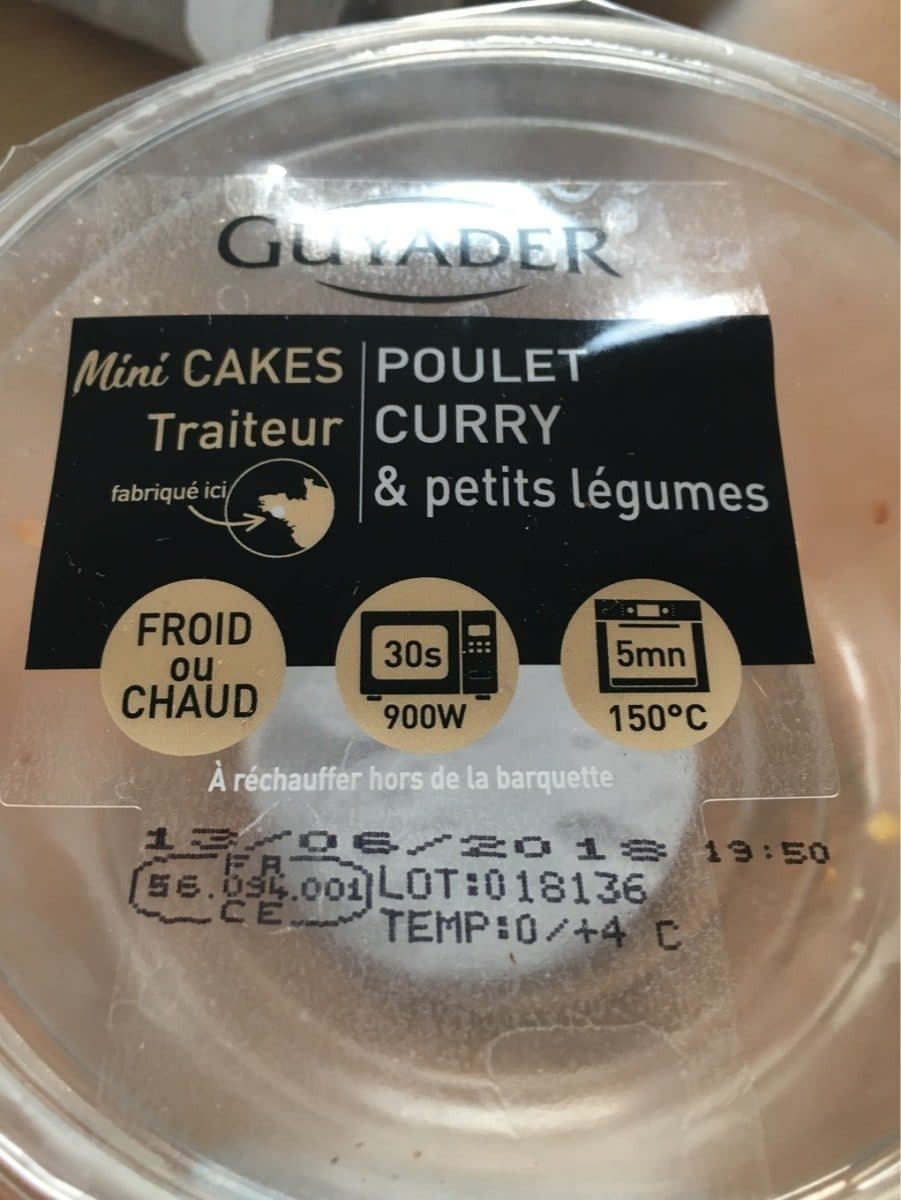 GUYADER
Mini CAKES
Traiteur
fabriqué ici
POULET
CURRY
& petits légumes
FROID
ou
CHAUD
30s
900W
5mn
150°C
À réchauffer hors de la barquette
13/06/2018 19:50
FR
56.094.001
CE
LOT:018136
TEMP:0/+4 C